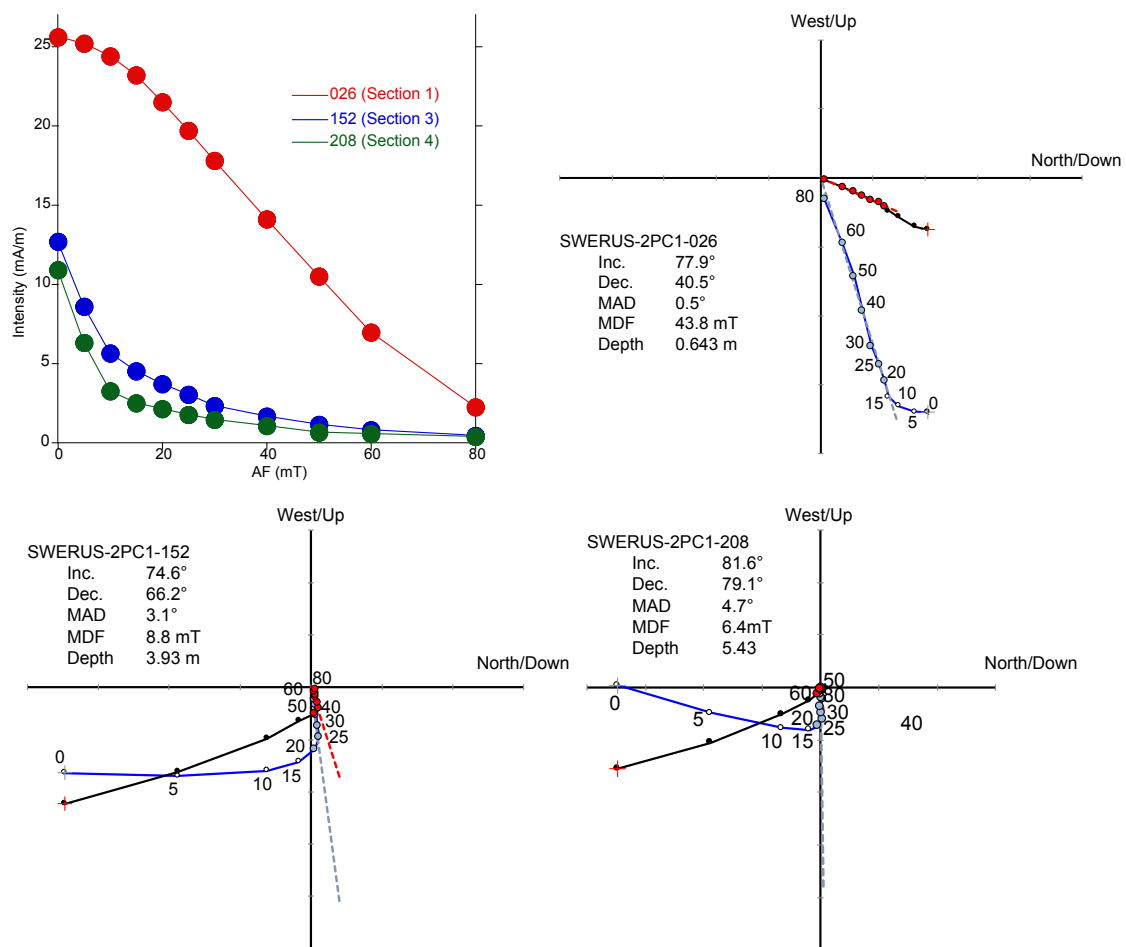 25
20
15
10
5
0
Intensity (mA/m)
0
20
40
60
80
AF (mT)
026 (Section 1)
152 (Section 3)
208 (Section 4)
West/Up
North/Down
80
60
50
40
30
25
20
15
10
5
0
SWERUS-2PC1-026
Inc. 77.9°
Dec. 40.5°
MAD 0.5°
MDF 43.8 mT
Depth 0.643 m
West/Up
SWERUS-2PC1-152
Inc. 74.6°
Dec. 66.2°
MAD 3.1°
MDF 8.8 mT
Depth 3.93 m
North/Down
80
60
50
40
30
25
20
15
10
5
0
West/Up
SWERUS-2PC1-208
Inc. 81.6°
Dec. 79.1°
MAD 4.7°
MDF 6.4mT
Depth 5.43
North/Down
50
60
80
30
40
20
25
15
10
5
0